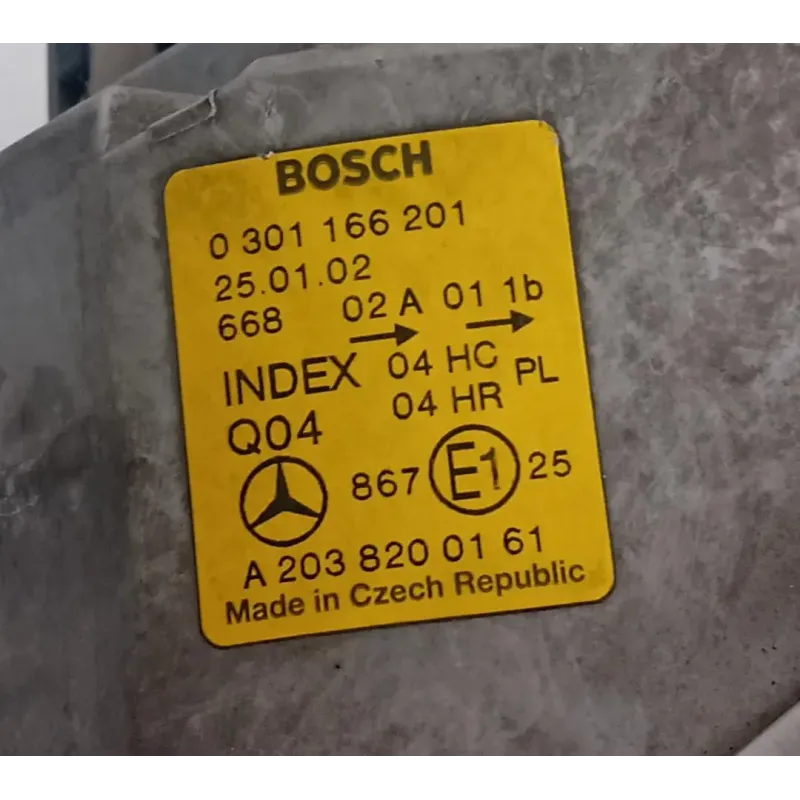 BOSCH
0 301 166 201
25.01.02
668 02 A 01 1b
INDEX 04 HC PL
Q04 04 HR
867 E1 25
A 203 820 01 61
Made in Czech Republic